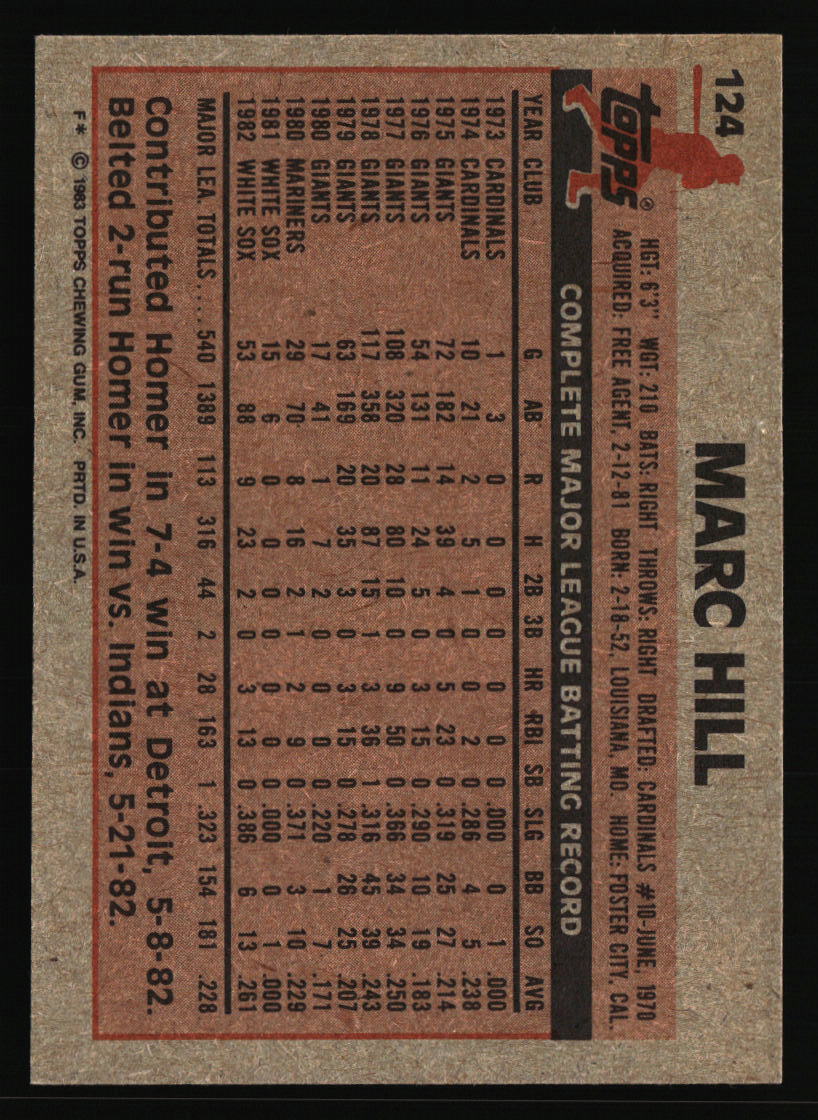 124 MARC HILL
topps®
HGT: 6'3" WGT: 210 BATS: RIGHT THROWS: RIGHT DRAFTED: CARDINALS #10-JUNE, 1970
ACQUIRED: FREE AGENT, 2-12-81 BORN: 2-18-52, LOUISIANA, MO. HOME: FOSTER CITY, CAL.
COMPLETE MAJOR LEAGUE BATTING RECORD
YEAR CLUB G AB R H 2B 3B HR RBI SB SLG BB SO AVG
1973 CARDINALS 1 3 0 0 0 0 0 0 0 .000 0 1 .000
1974 CARDINALS 10 21 2 5 1 0 0 2 0 .286 4 5 .238
1975 GIANTS 72 182 14 39 4 0 5 23 0 .319 25 27 .214
1976 GIANTS 54 131 11 24 5 0 3 15 0 .290 10 19 .183
1977 GIANTS 108 320 28 80 10 0 9 50 0 .366 34 34 .250
1978 GIANTS 117 358 20 87 15 1 3 36 1 .316 45 39 .243
1979 GIANTS 63 169 20 35 3 0 3 15 0 .278 26 25 .207
1980 GIANTS 17 41 1 7 2 0 0 0 0 .220 1 7 .171
1980 MARINERS 29 70 8 16 2 1 2 9 0 .371 3 10 .229
1981 WHITE SOX 15 6 0 0 0 0 0 0 0 .000 0 1 .000
1982 WHITE SOX 53 88 9 23 2 0 3 13 0 .386 6 13 .261
MAJOR LEA. TOTALS..... 540 1389 113 316 44 2 28 163 1 .323 154 181 .228
Contributed Homer in 7-4 win at Detroit, 5-8-82.
Belted 2-run Homer in win vs. Indians, 5-21-82.
F* © 1983 TOPPS CHEWING GUM, INC. PRTD. IN U.S.A.